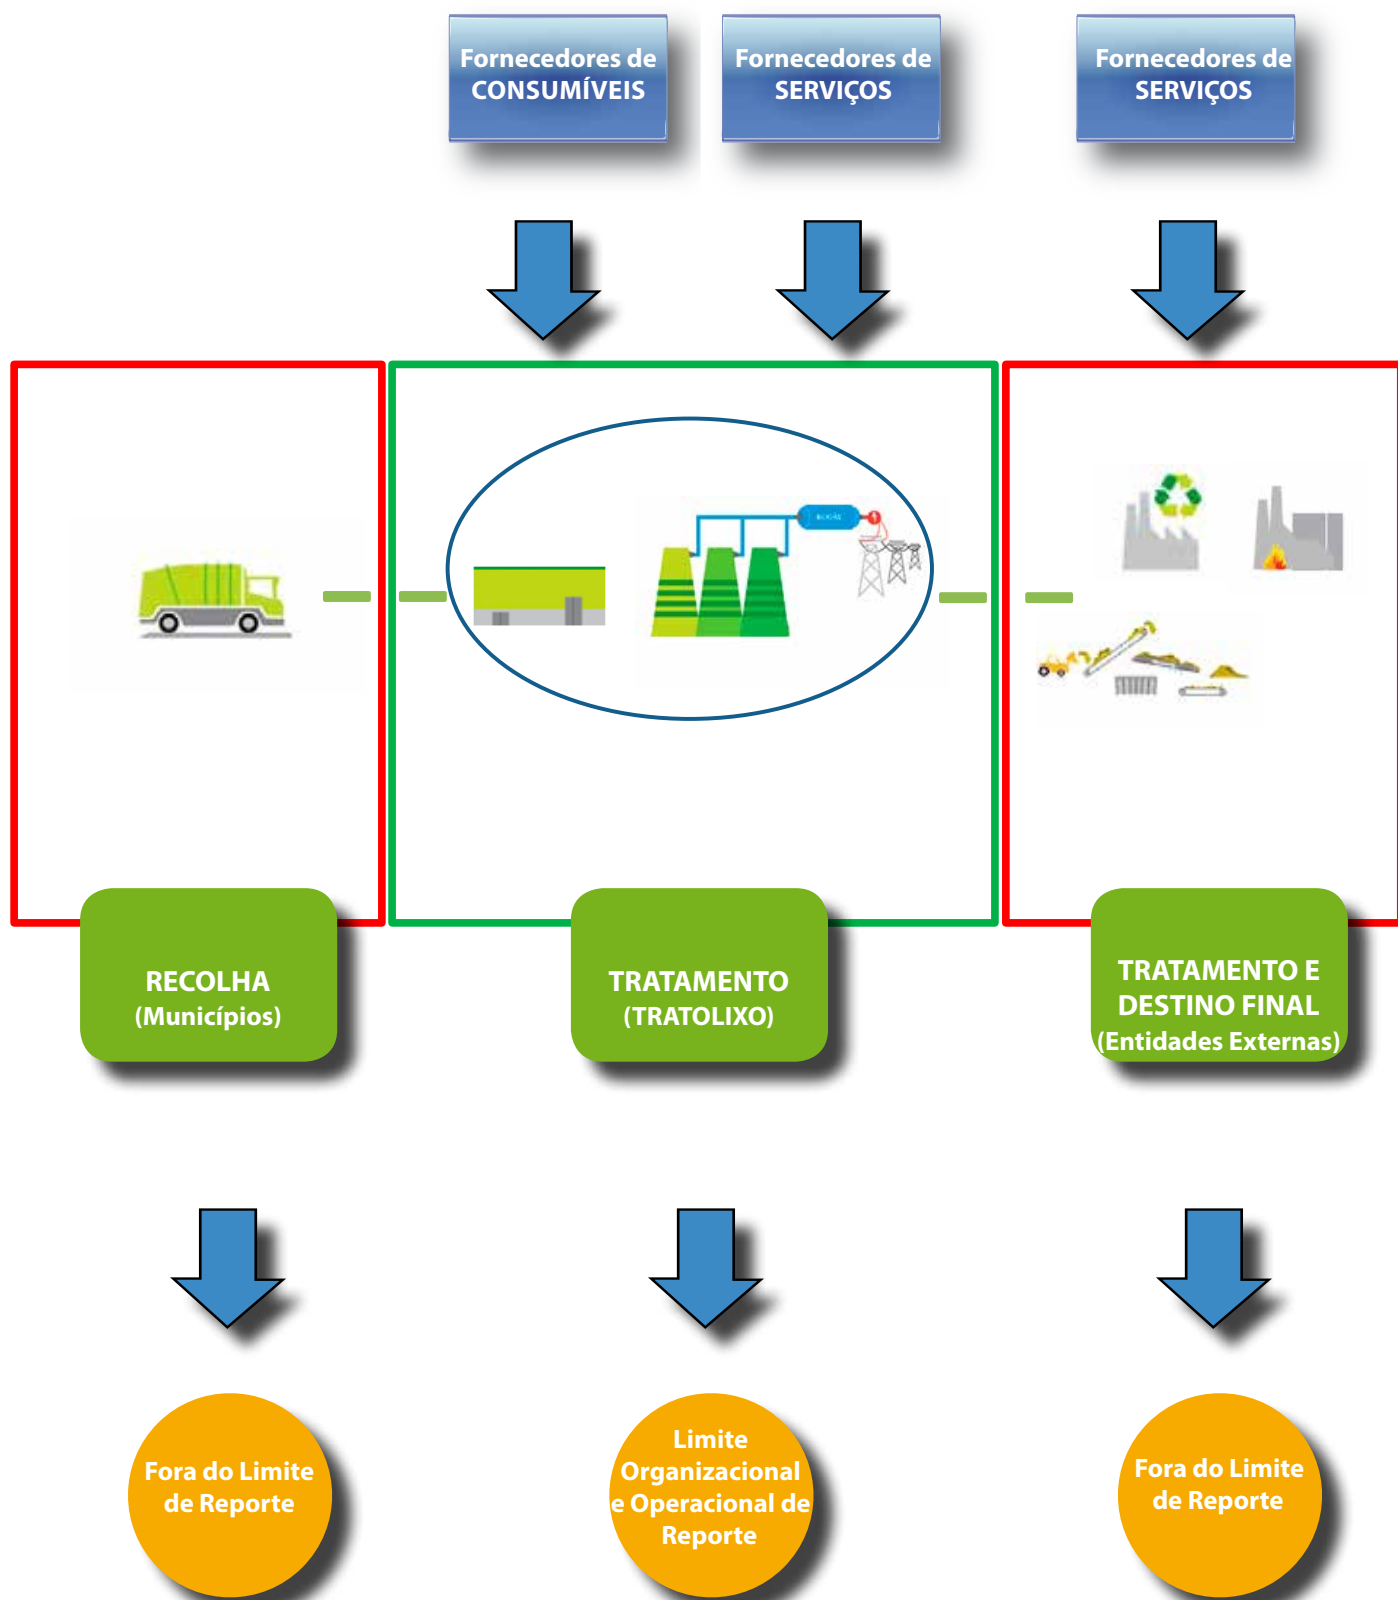 Fornecedores de
CONSUMÍVEIS
Fornecedores de
SERVIÇOS
Fornecedores de
SERVIÇOS
BIOGÁS
RECOLHA
(Municípios)
TRATAMENTO
(TRATOLIXO)
TRATAMENTO E
DESTINO FINAL
(Entidades Externas)
Fora do Limite
de Reporte
Limite
Organizacional
e Operacional de
Reporte
Fora do Limite
de Reporte